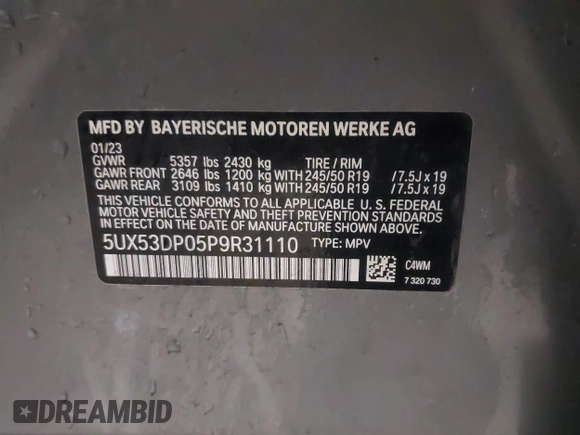 MFD BY BAYERISCHE MOTOREN WERKE AG
01/23
GVWR 5357 lbs 2430 kg TIRE / RIM
GAWR FRONT 2646 lbs 1200 kg WITH 245/50 R19 /7.5J x 19
GAWR REAR 3109 lbs 1410 kg WITH 245/50 R19 /7.5J x 19
THIS VEHICLE CONFORMS TO ALL APPLICABLE U. S. FEDERAL
MOTOR VEHICLE SAFETY AND THEFT PREVENTION STANDARDS
IN EFFECT ON THE DATE OF MANUFACTURE SHOWN ABOVE.
5UX53DP05P9R31110 TYPE: MPV
C4WM
7 320 730
DREAMBID